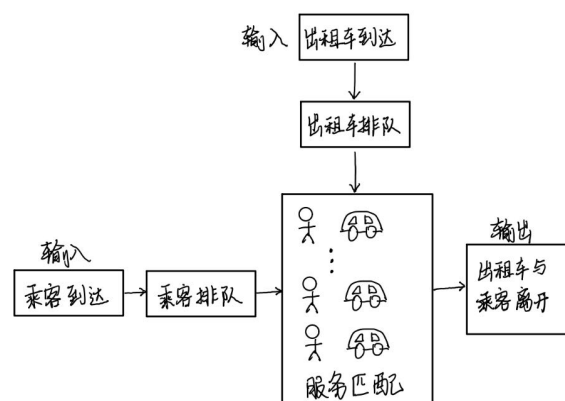 输入
出租车到达
出租车排队
输入
乘客到达
乘客排队
服务匹配
输出
出租车与
乘客离开